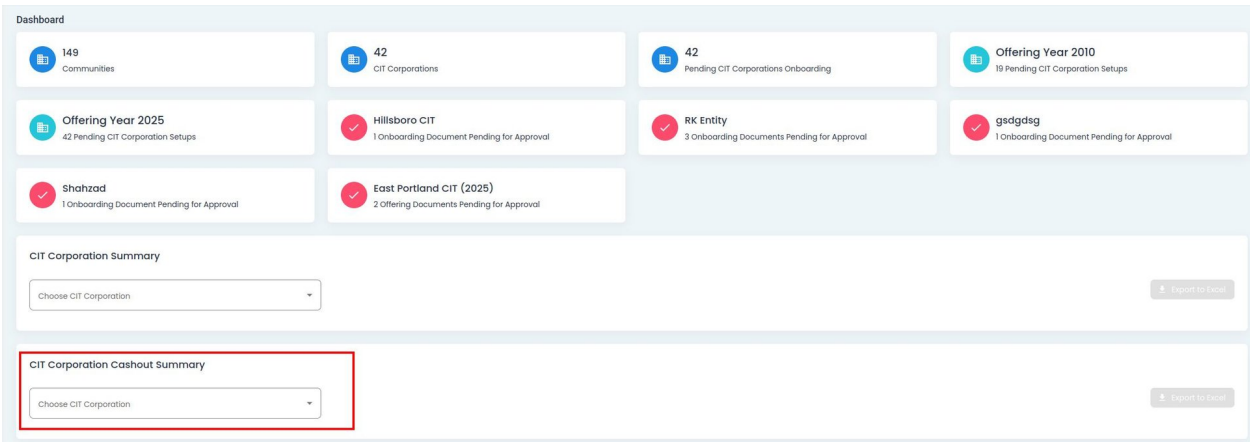 Dashboard
149
Communities
42
CIT Corporations
42
Pending CIT Corporations Onboarding
Offering Year 2010
19 Pending CIT Corporation Setups
Offering Year 2025
42 Pending CIT Corporation Setups
Hillsboro CIT
1 Onboarding Document Pending for Approval
RK Entity
3 Onboarding Documents Pending for Approval
gsdgdsg
1 Onboarding Document Pending for Approval
Shahzad
1 Onboarding Document Pending for Approval
East Portland CIT (2025)
2 Offering Documents Pending for Approval
CIT Corporation Summary
Choose CIT Corporation
Export to Excel
CIT Corporation Cashout Summary
Choose CIT Corporation
Export to Excel